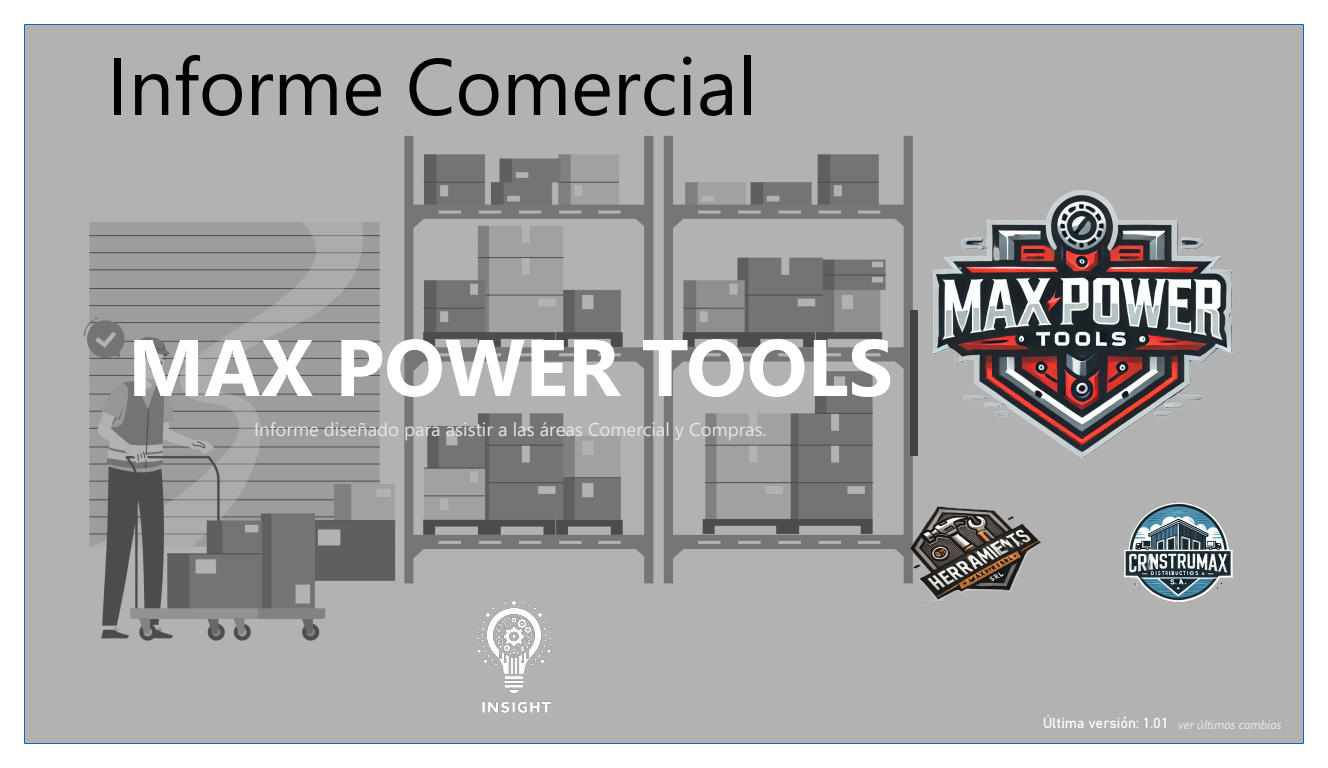 Informe Comercial
MAX POWER
TOOLS
MAX POWER TOOLS
Informe diseñado para asistir a las áreas Comercial y Compras.
HERRAMIENTS
SRL
CRNSTRUMAX
S.A.
INSIGHT
Última versión: 1.01 ver últimos cambios